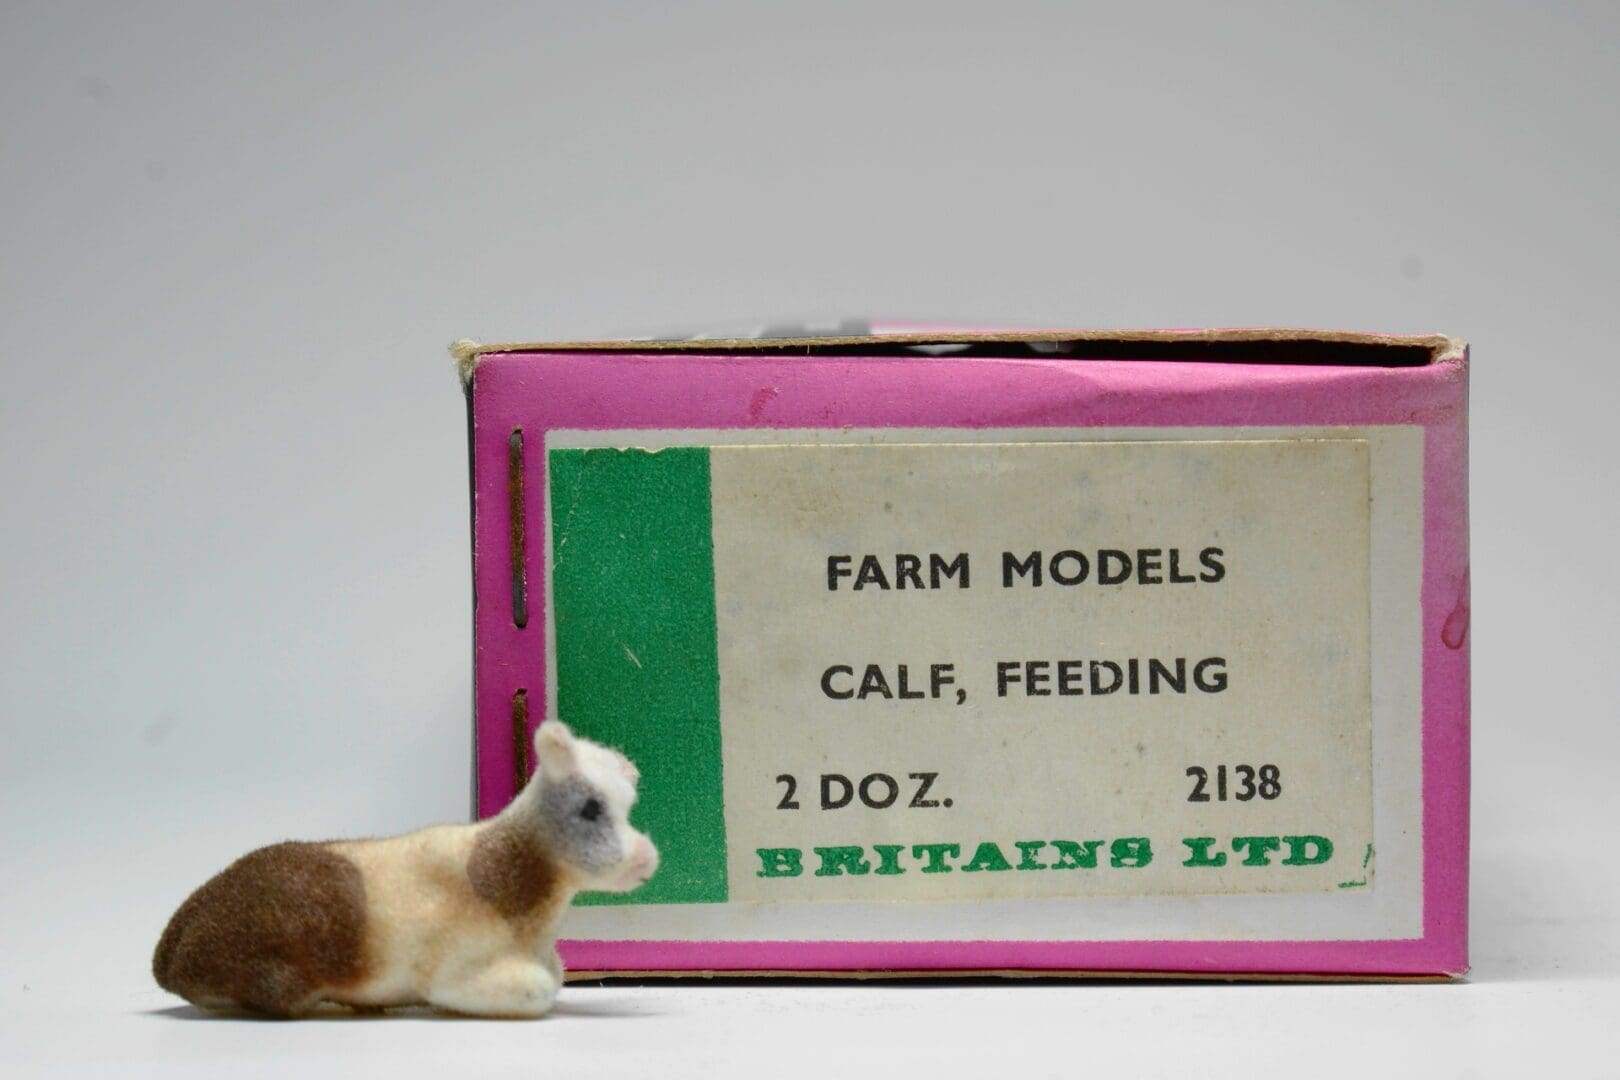 FARM MODELS
CALF, FEEDING
2 DOZ. 2138
BRITAINS LTD